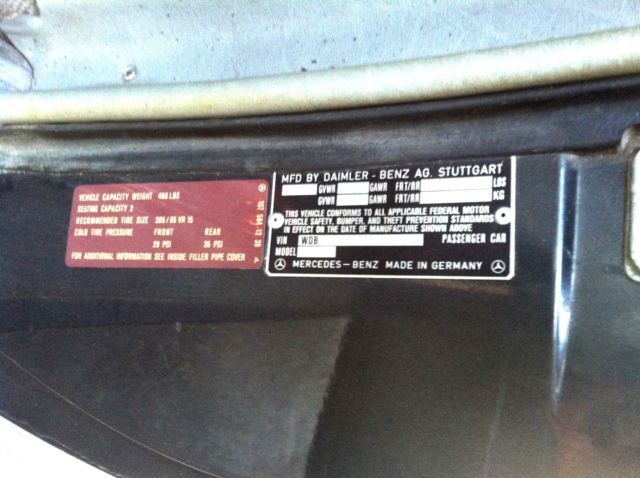 VEHICLE CAPACITY WEIGHT 486 LBS
SEATING CAPACITY 2
RECOMMENDED TIRE SIZE 205 / 65 VR 15
COLD TIRE PRESSURE FRONT REAR
29 PSI 35 PSI
FOR ADDITIONAL INFORMATION SEE INSIDE FILLER PIPE COVER
107 584
MFD BY DAIMLER - BENZ AG. STUTTGART
GVWR GAWR FRT/RR LBS
GVWR GAWR FRT/RR KG
THIS VEHICLE CONFORMS TO ALL APPLICABLE FEDERAL MOTOR
VEHICLE SAFETY, BUMPER, AND THEFT PREVENTION STANDARDS
IN EFFECT ON THE DATE OF MANUFACTURE SHOWN ABOVE
VIN WDB PASSENGER CAR
MODEL
MERCEDES-BENZ MADE IN GERMANY